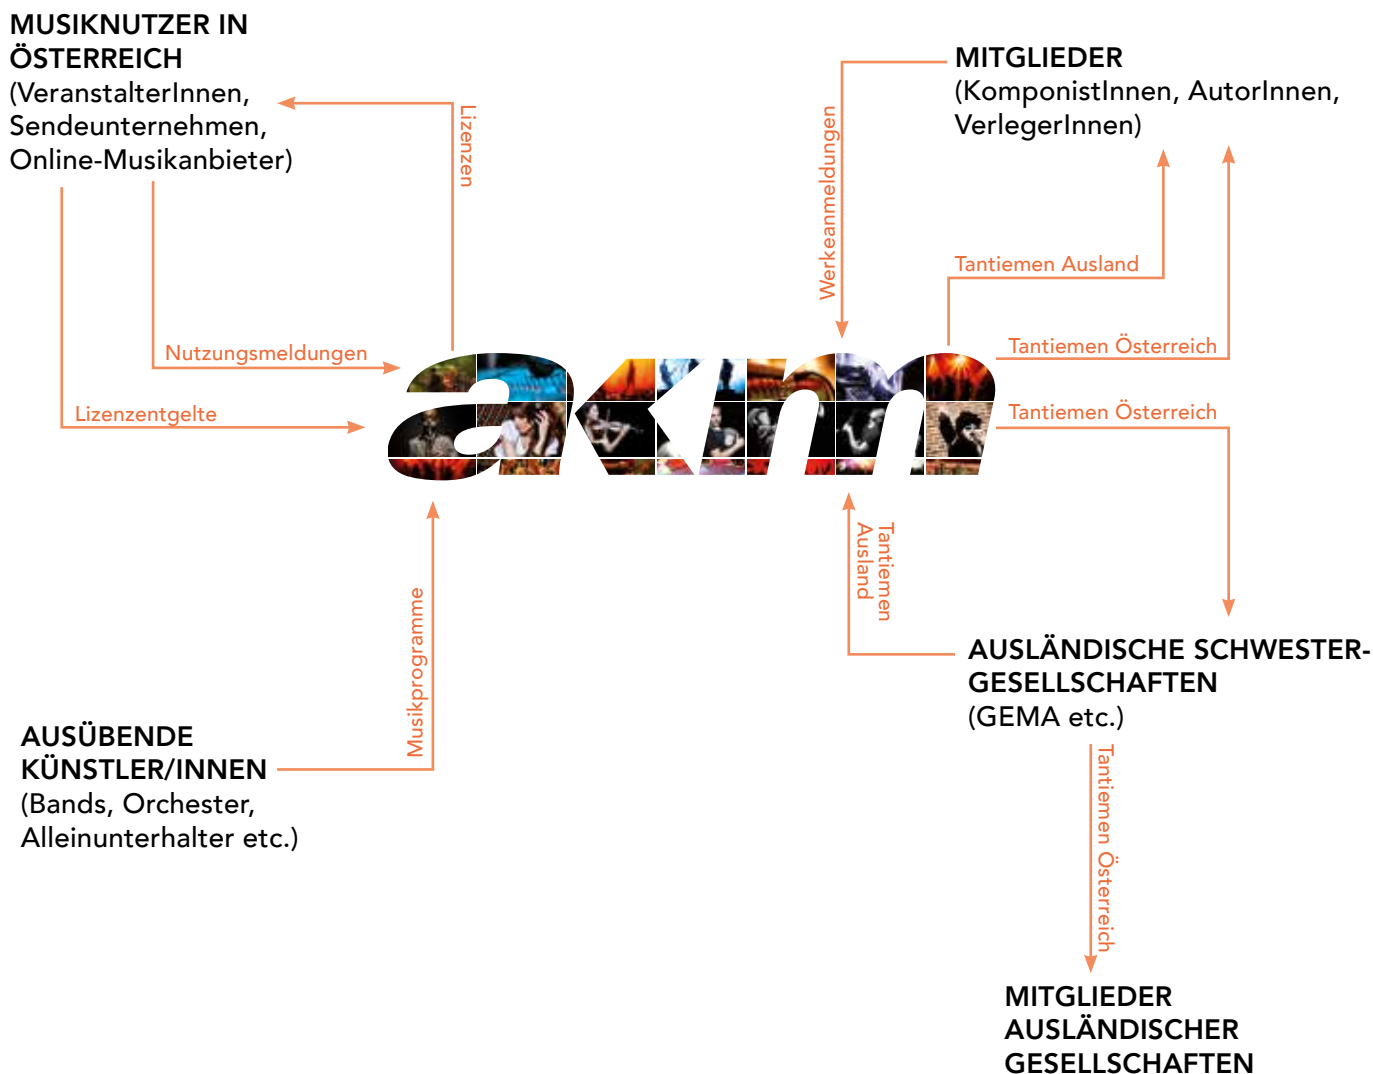 MUSIKNUTZER IN
ÖSTERREICH
(VeranstalterInnen,
Sendeunternehmen,
Online-Musikanbieter)
Lizenzen
Nutzungsmeldungen
Lizenzentgelte
MITGLIEDER
(KomponistInnen, AutorInnen,
VerlegerInnen)
Werkeanmeldungen
Tantiemen Ausland
Tantiemen Österreich
Tantiemen Österreich
akm
Tantiemen
Ausland
Musikprogramme
AUSÜBENDE
KÜNSTLER/INNEN
(Bands, Orchester,
Alleinunterhalter etc.)
AUSLÄNDISCHE SCHWESTER-
GESELLSCHAFTEN
(GEMA etc.)
Tantiemen Österreich
MITGLIEDER
AUSLÄNDISCHER
GESELLSCHAFTEN